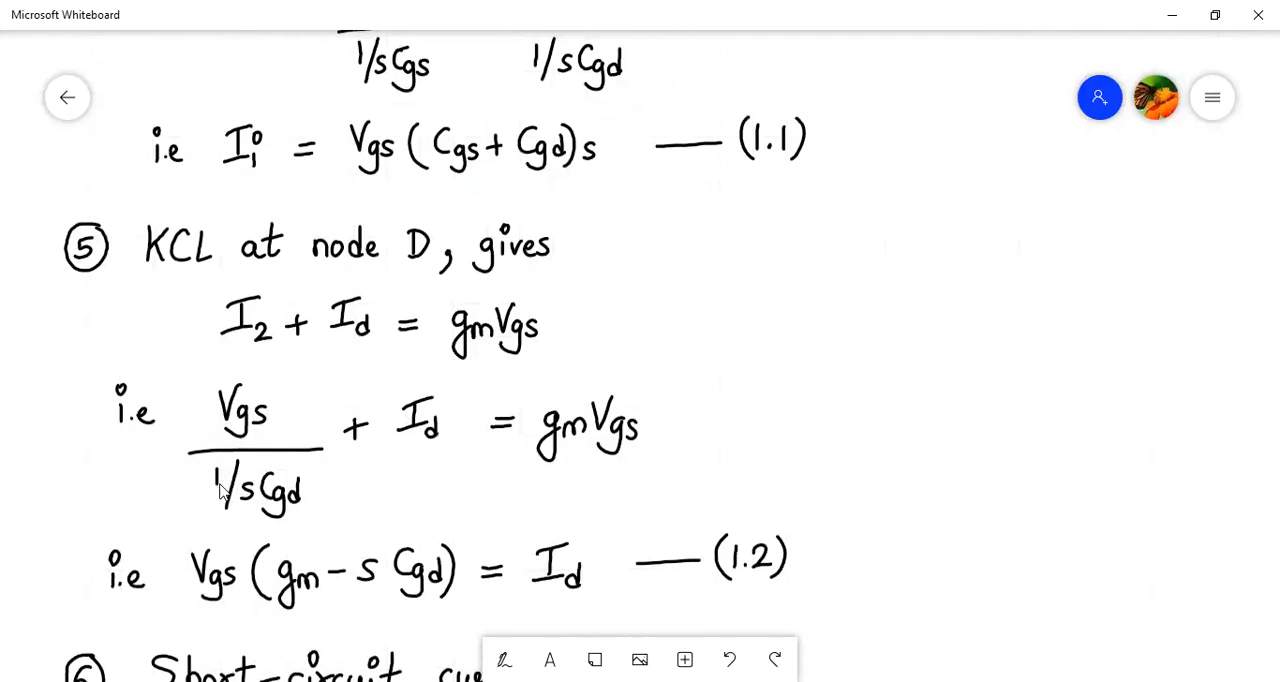 Microsoft Whiteboard
1/sCgs 1/sCgd
i.e I₁ = Vgs (Cgs + Cgd)s — (1.1)
⑤ KCL at node D, gives
I₂ + Id = gmVgs
i.e Vgs + Id = gmVgs
1/sCgd
i.e Vgs (gm - s Cgd) = Id — (1.2)
⑥ Short-circuit